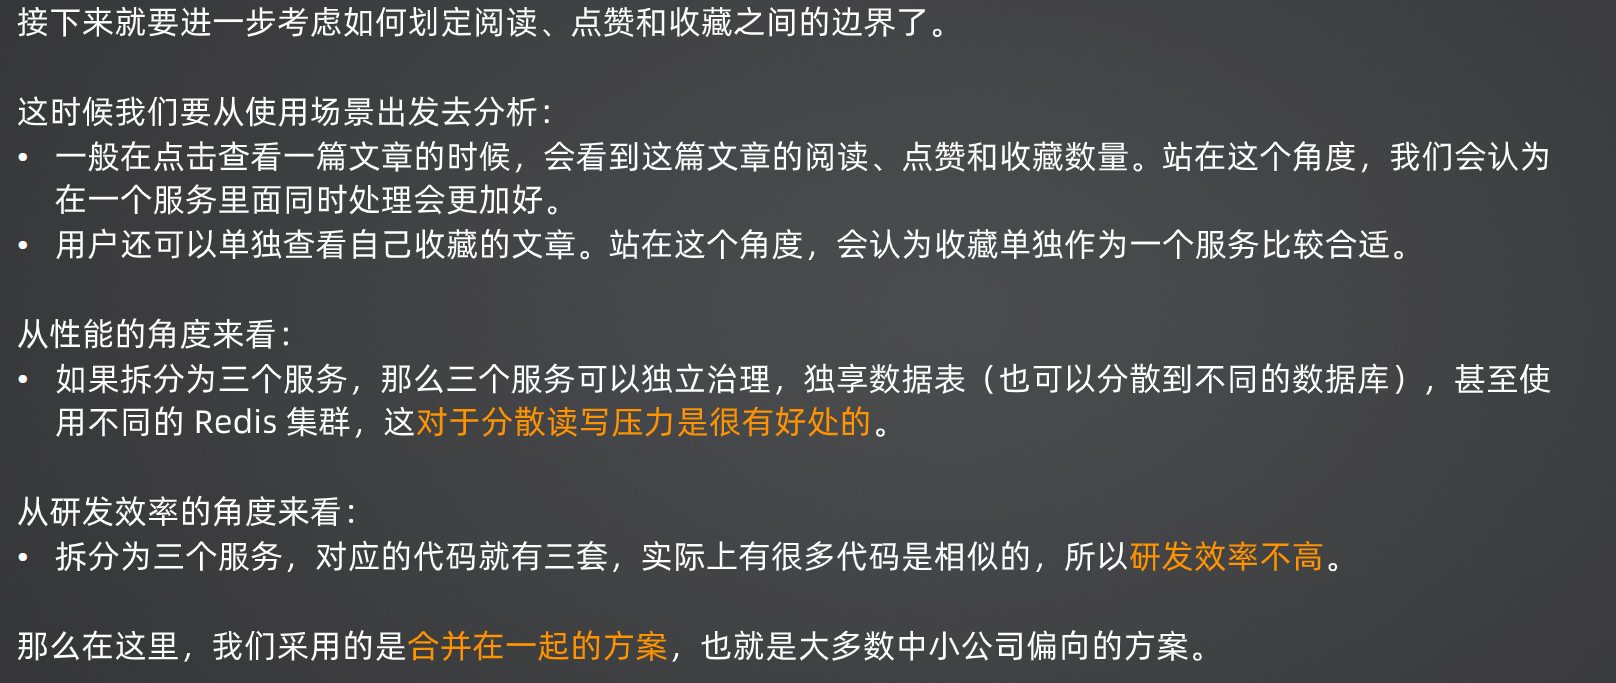 接下来就要进一步考虑如何划定阅读、点赞和收藏之间的边界了。
这时候我们要从使用场景出发去分析：
• 一般在点击查看一篇文章的时候，会看到这篇文章的阅读、点赞和收藏数量。站在这个角度，我们会认为
在一个服务里面同时处理会更加好。
• 用户还可以单独查看自己收藏的文章。站在这个角度，会认为收藏单独作为一个服务比较合适。
从性能的角度来看：
• 如果拆分为三个服务，那么三个服务可以独立治理，独享数据表（也可以分散到不同的数据库），甚至使
用不同的 Redis 集群，这对于分散读写压力是很有好处的。
从研发效率的角度来看：
• 拆分为三个服务，对应的代码就有三套，实际上有很多代码是相似的，所以研发效率不高。
那么在这里，我们采用的是合并在一起的方案，也就是大多数中小公司偏向的方案。